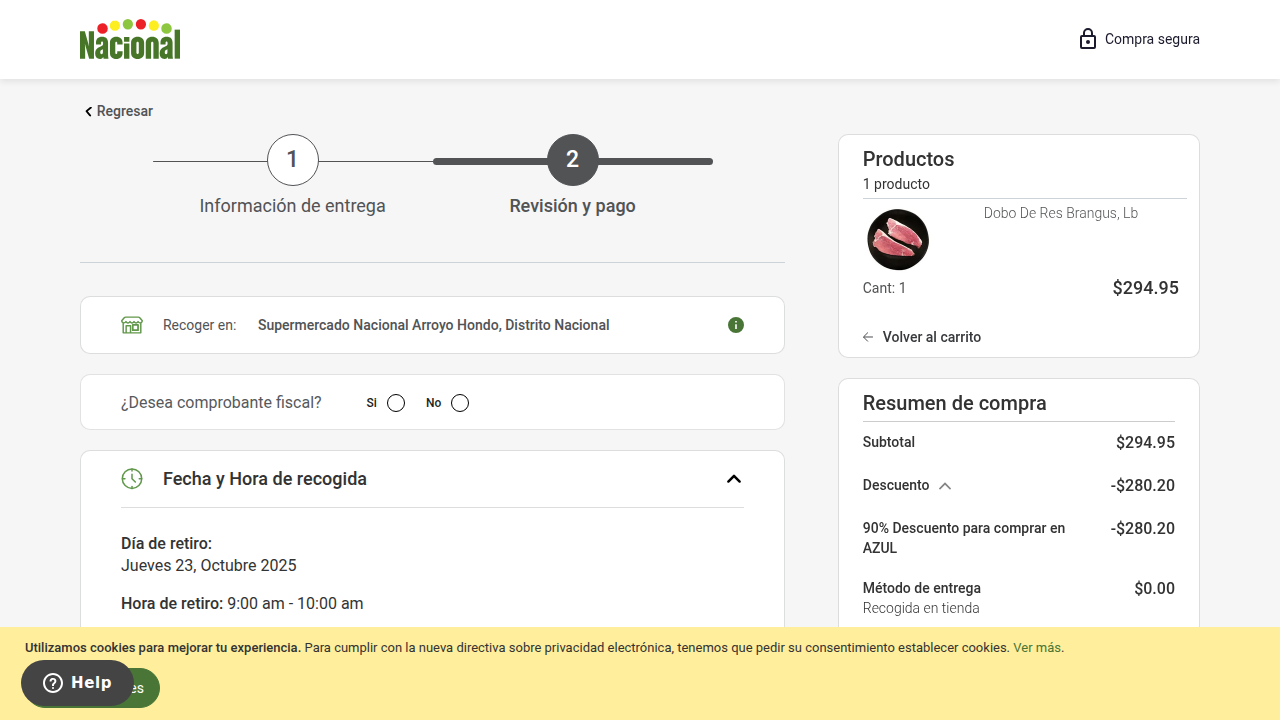 Nacional
Compra segura
Regresar
1
2
Información de entrega
Revisión y pago
Recoger en: Supermercado Nacional Arroyo Hondo, Distrito Nacional
¿Desea comprobante fiscal? Si No
Fecha y Hora de recogida
Día de retiro:
Jueves 23, Octubre 2025
Hora de retiro: 9:00 am - 10:00 am
Productos
1 producto
Dobo De Res Brangus, Lb
Cant: 1 $294.95
Volver al carrito
Resumen de compra
Subtotal $294.95
Descuento -$280.20
90% Descuento para comprar en -$280.20
AZUL
Método de entrega $0.00
Recogida en tienda
Utilizamos cookies para mejorar tu experiencia. Para cumplir con la nueva directiva sobre privacidad electrónica, tenemos que pedir su consentimiento establecer cookies. Ver más.
Help